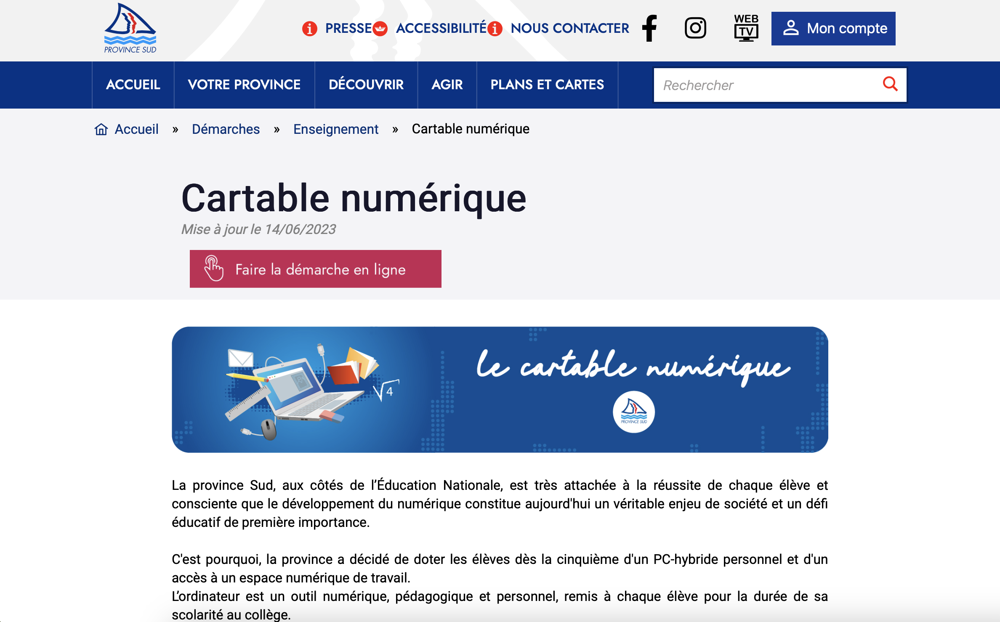 PROVINCE SUD
PRESSE ACCESSIBILITÉ NOUS CONTACTER WEB TV Mon compte
ACCUEIL VOTRE PROVINCE DÉCOUVRIR AGIR PLANS ET CARTES Rechercher
Accueil » Démarches » Enseignement » Cartable numérique
Cartable numérique
Mise à jour le 14/06/2023
Faire la démarche en ligne
le cartable numérique
√4
PROVINCE SUD
La province Sud, aux côtés de l’Éducation Nationale, est très attachée à la réussite de chaque élève et
consciente que le développement du numérique constitue aujourd'hui un véritable enjeu de société et un défi
éducatif de première importance.
C'est pourquoi, la province a décidé de doter les élèves dès la cinquième d'un PC-hybride personnel et d'un
accès à un espace numérique de travail.
L’ordinateur est un outil numérique, pédagogique et personnel, remis à chaque élève pour la durée de sa
scolarité au collège.